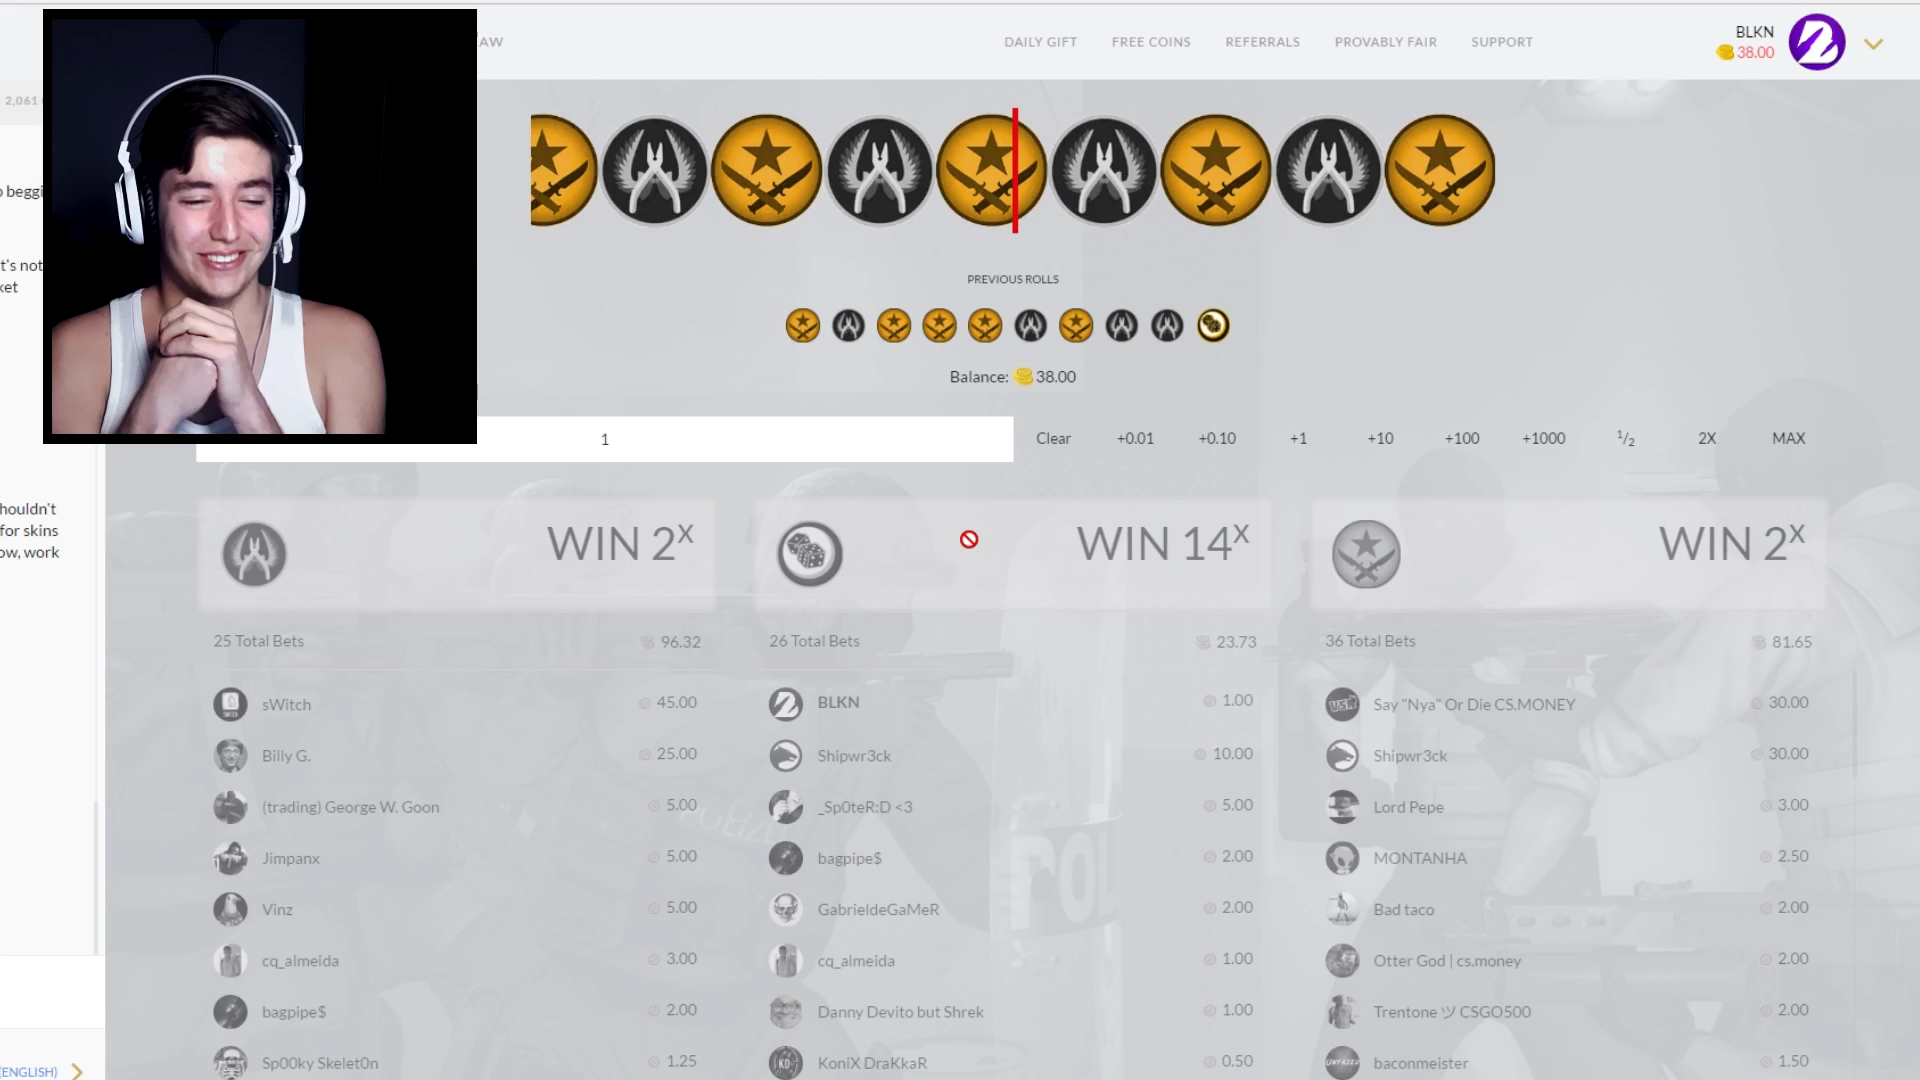 AW
DAILY GIFT
FREE COINS
REFERRALS
PROVABLY FAIR
SUPPORT
BLKN
38.00
2,061
o beggi
t's not
ket
PREVIOUS ROLLS
Balance: 38.00
1
Clear
+0.01
+0.10
+1
+10
+100
+1000
1/2
2X
MAX
houldn't
for skins
ow, work
WIN 2X
WIN 14X
WIN 2X
25 Total Bets
96.32
26 Total Bets
23.73
36 Total Bets
81.65
sWitch
45.00
BLKN
1.00
Say "Nya" Or Die CS.MONEY
30.00
Billy G.
25.00
Shipwr3ck
10.00
Shipwr3ck
30.00
(trading) George W. Goon
5.00
_Sp0teR:D <3
5.00
Lord Pepe
3.00
Jimpanx
5.00
bagpipe$
2.00
MONTANHA
2.50
Vinz
5.00
GabrieldeGaMeR
2.00
Bad taco
2.00
cq_almeida
3.00
cq_almeida
1.00
Otter God | cs.money
2.00
bagpipe$
2.00
Danny Devito but Shrek
1.00
Trentone ツ CSGO500
2.00
Sp00ky Skelet0n
1.25
KoniX DraKkaR
0.50
baconmeister
1.50
(ENGLISH)
POL